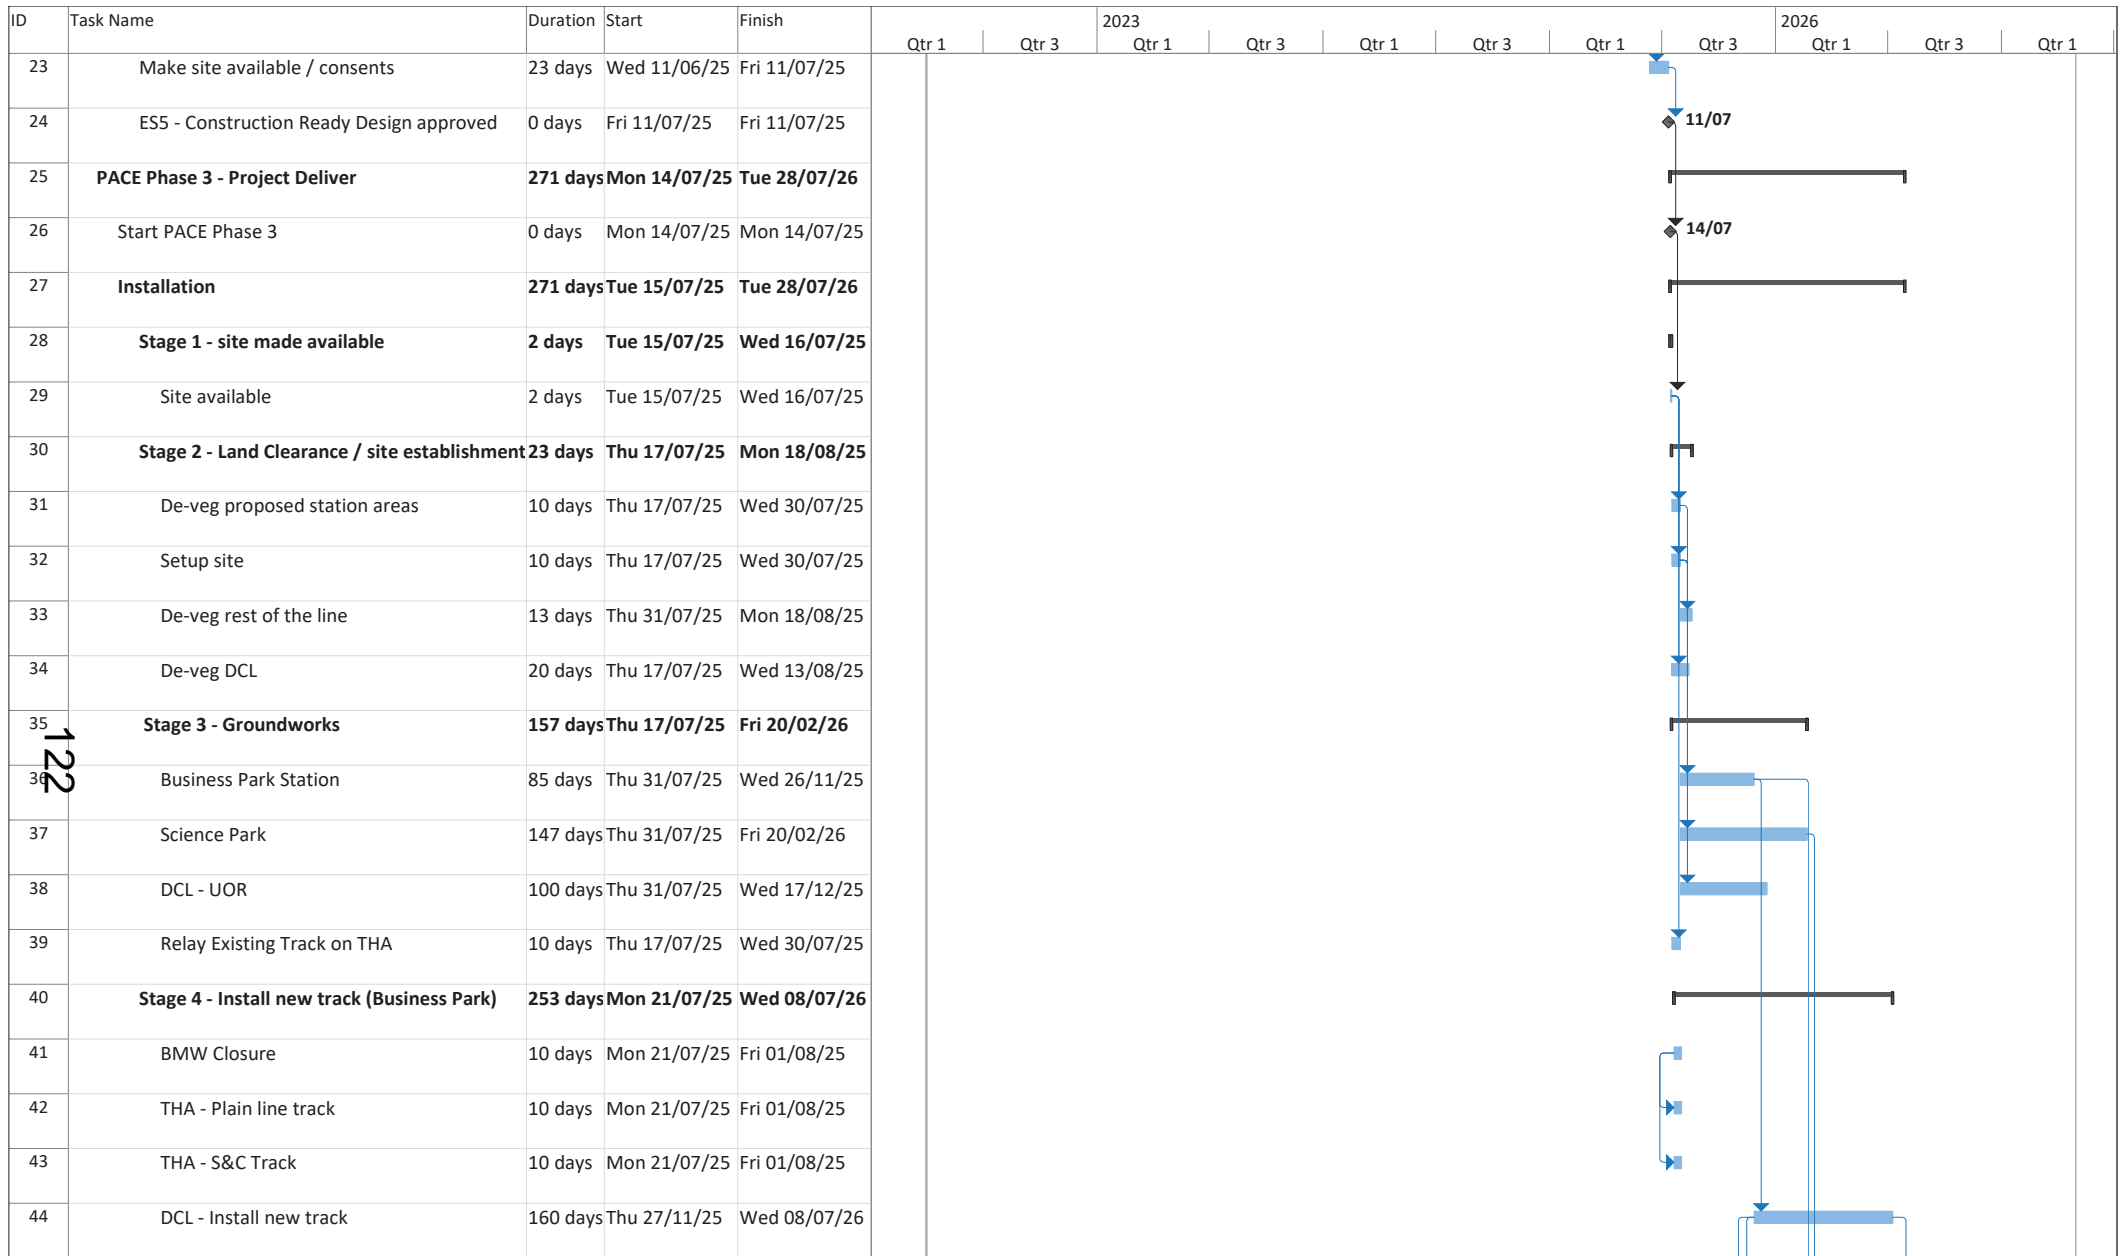 ID Task Name Duration Start Finish 2023 2026
Qtr 1 Qtr 3 Qtr 1 Qtr 3 Qtr 1 Qtr 3 Qtr 1 Qtr 3 Qtr 1 Qtr 3 Qtr 1
23 Make site available / consents 23 days Wed 11/06/25 Fri 11/07/25
24 ES5 - Construction Ready Design approved 0 days Fri 11/07/25 Fri 11/07/25 11/07
25 PACE Phase 3 - Project Deliver 271 days Mon 14/07/25 Tue 28/07/26
26 Start PACE Phase 3 0 days Mon 14/07/25 Mon 14/07/25 14/07
27 Installation 271 days Tue 15/07/25 Tue 28/07/26
28 Stage 1 - site made available 2 days Tue 15/07/25 Wed 16/07/25
29 Site available 2 days Tue 15/07/25 Wed 16/07/25
30 Stage 2 - Land Clearance / site establishment 23 days Thu 17/07/25 Mon 18/08/25
31 De-veg proposed station areas 10 days Thu 17/07/25 Wed 30/07/25
32 Setup site 10 days Thu 17/07/25 Wed 30/07/25
33 De-veg rest of the line 13 days Thu 31/07/25 Mon 18/08/25
34 De-veg DCL 20 days Thu 17/07/25 Wed 13/08/25
35 Stage 3 - Groundworks 157 days Thu 17/07/25 Fri 20/02/26
122
36 Business Park Station 85 days Thu 31/07/25 Wed 26/11/25
37 Science Park 147 days Thu 31/07/25 Fri 20/02/26
38 DCL - UOR 100 days Thu 31/07/25 Wed 17/12/25
39 Relay Existing Track on THA 10 days Thu 17/07/25 Wed 30/07/25
40 Stage 4 - Install new track (Business Park) 253 days Mon 21/07/25 Wed 08/07/26
41 BMW Closure 10 days Mon 21/07/25 Fri 01/08/25
42 THA - Plain line track 10 days Mon 21/07/25 Fri 01/08/25
43 THA - S&C Track 10 days Mon 21/07/25 Fri 01/08/25
44 DCL - Install new track 160 days Thu 27/11/25 Wed 08/07/26